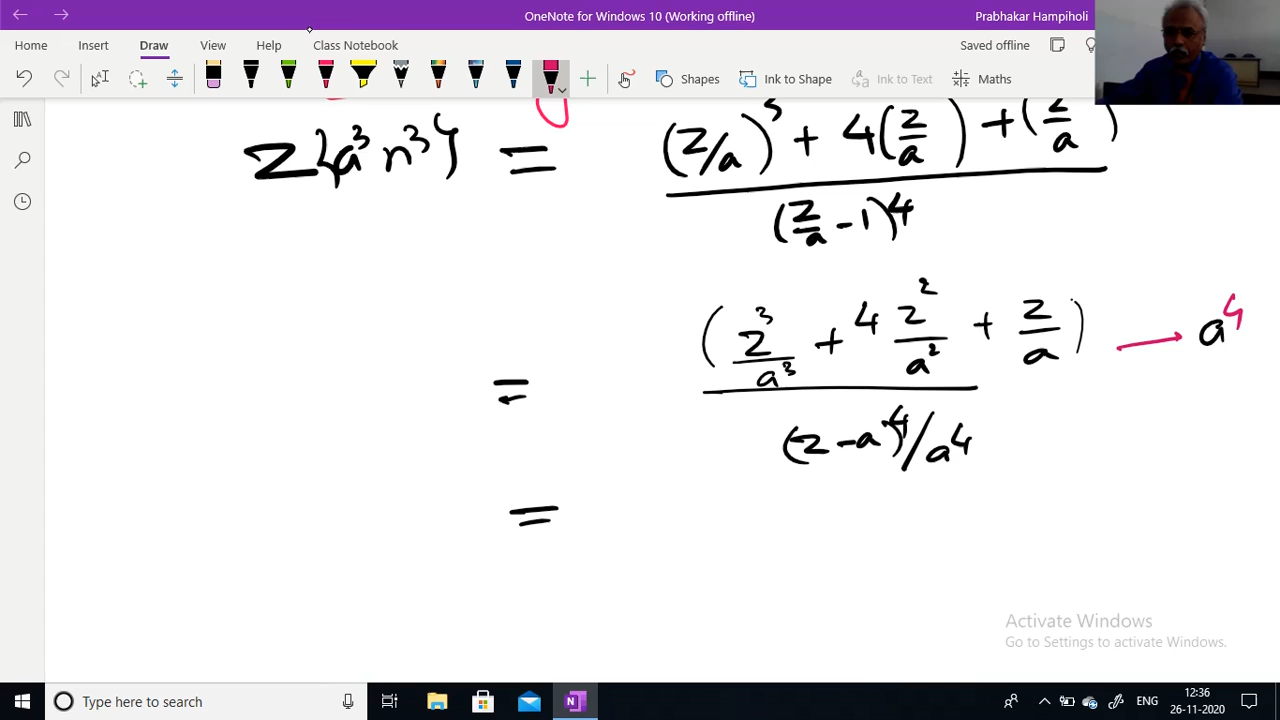 OneNote for Windows 10 (Working offline)
Prabhakar Hampiholi
Home Insert Draw View Help Class Notebook
Saved offline
Shapes Ink to Shape Ink to Text Maths
Z{a³ n³} = (z/a)³ + 4(z/a) + (z/a)
(z/a - 1)⁴
= (z³/a³ + 4 z²/a² + z/a) → a⁴
(z - a)⁴/a⁴
=
Activate Windows
Go to Settings to activate Windows.
Type here to search
ENG
12:36
26-11-2020